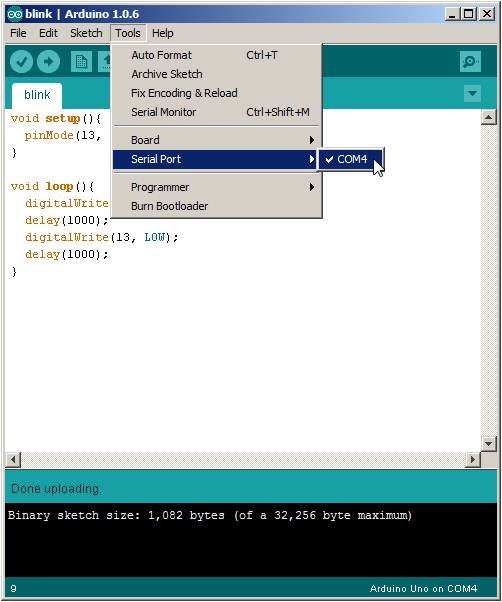 blink | Arduino 1.0.6
File Edit Sketch Tools Help
Auto Format Ctrl+T
Archive Sketch
Fix Encoding & Reload
Serial Monitor Ctrl+Shift+M
Board
Serial Port
COM4
Programmer
Burn Bootloader
blink
void setup(){
pinMode(13,
}
void loop(){
digitalWrite
delay(1000);
digitalWrite(13, LOW);
delay(1000);
}
Done uploading.
Binary sketch size: 1,082 bytes (of a 32,256 byte maximum)
9 Arduino Uno on COM4